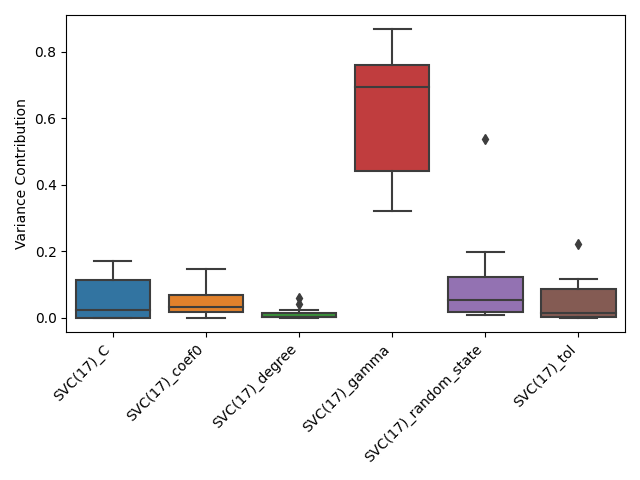 Variance Contribution
0.8
0.6
0.4
0.2
0.0
SVC(17)_C
SVC(17)_coef0
SVC(17)_degree
SVC(17)_gamma
SVC(17)_random_state
SVC(17)_tol